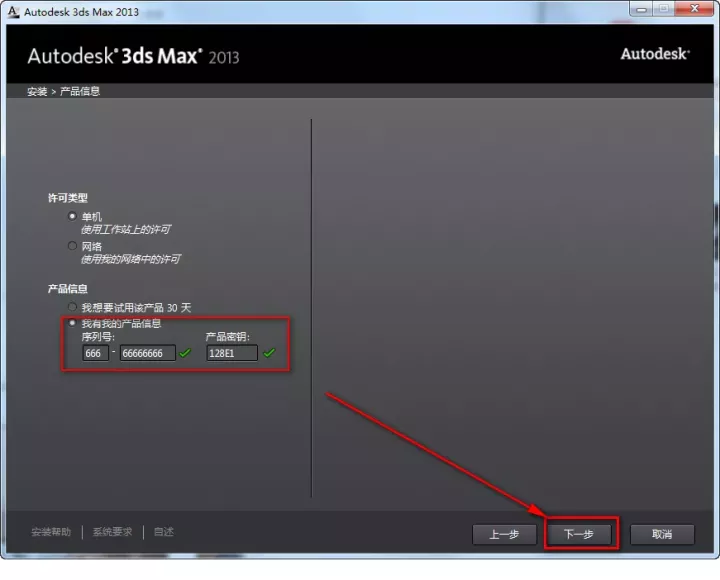 Autodesk 3ds Max 2013
Autodesk® 3ds Max® 2013
Autodesk®
安装 > 产品信息
许可类型
单机
使用工作站上的许可
网络
使用我的网络中的许可
产品信息
我想要试用该产品 30 天
我有我的产品信息
序列号: 产品密钥:
666 - 66666666 128E1
安装帮助 系统要求 自述 上一步 下一步 取消